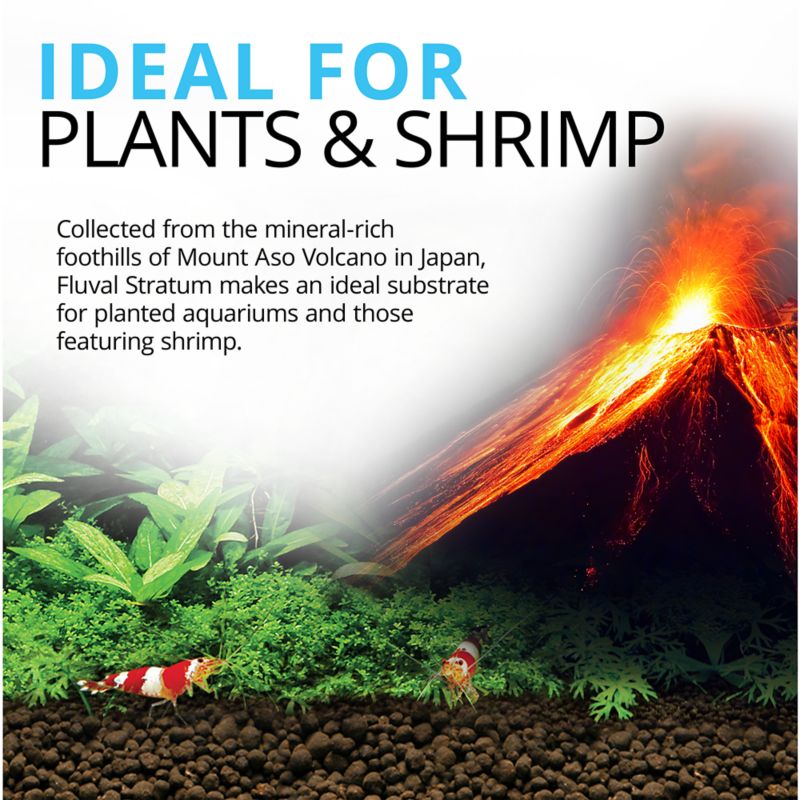 IDEAL FOR
PLANTS & SHRIMP
Collected from the mineral-rich
foothills of Mount Aso Volcano in Japan,
Fluval Stratum makes an ideal substrate
for planted aquariums and those
featuring shrimp.